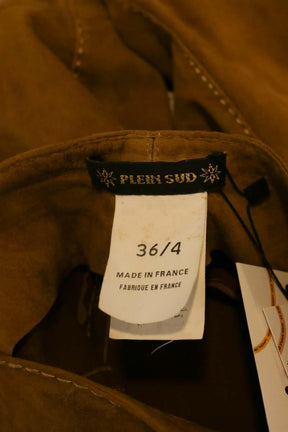 PLEIN SUD
36/4
MADE IN FRANCE
FABRIQUE EN FRANCE